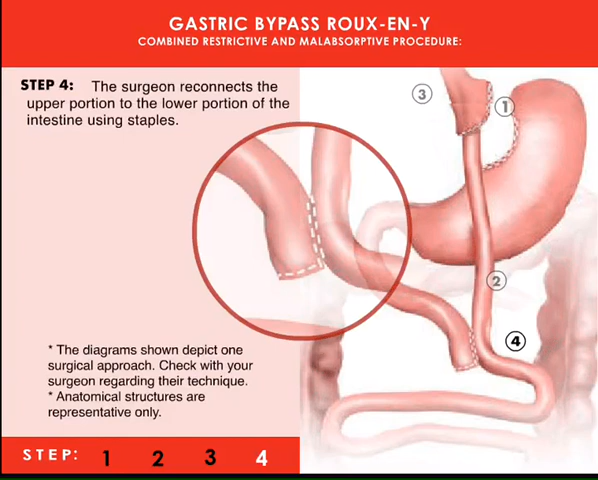 GASTRIC BYPASS ROUX-EN-Y
COMBINED RESTRICTIVE AND MALABSORPTIVE PROCEDURE:
STEP 4: The surgeon reconnects the
upper portion to the lower portion of the
intestine using staples.
3
1
2
4
* The diagrams shown depict one
surgical approach. Check with your
surgeon regarding their technique.
* Anatomical structures are
representative only.
STEP: 1 2 3 4